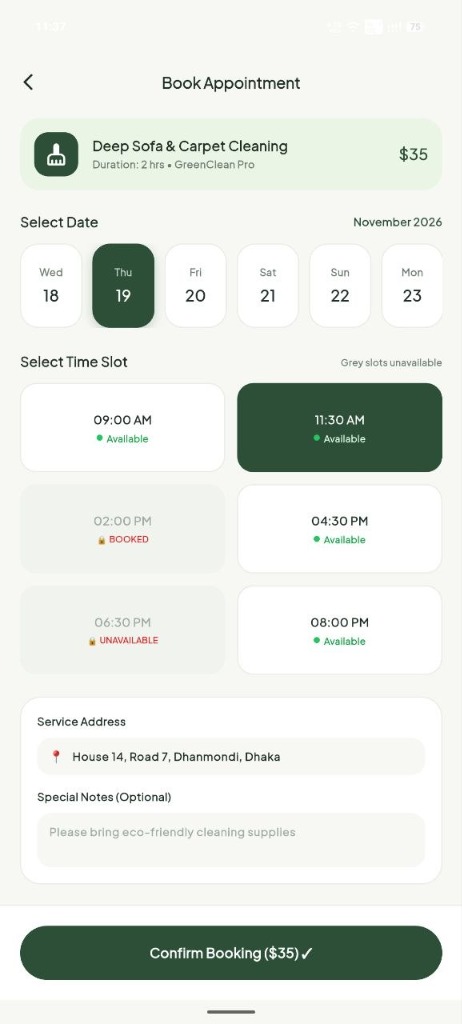 11:37
75
Book Appointment
Deep Sofa & Carpet Cleaning
Duration: 2 hrs • GreenClean Pro
$35
Select Date
November 2026
Wed
18
Thu
19
Fri
20
Sat
21
Sun
22
Mon
23
Select Time Slot
Grey slots unavailable
09:00 AM
Available
11:30 AM
Available
02:00 PM
BOOKED
04:30 PM
Available
06:30 PM
UNAVAILABLE
08:00 PM
Available
Service Address
House 14, Road 7, Dhanmondi, Dhaka
Special Notes (Optional)
Please bring eco-friendly cleaning supplies
Confirm Booking ($35) ✓